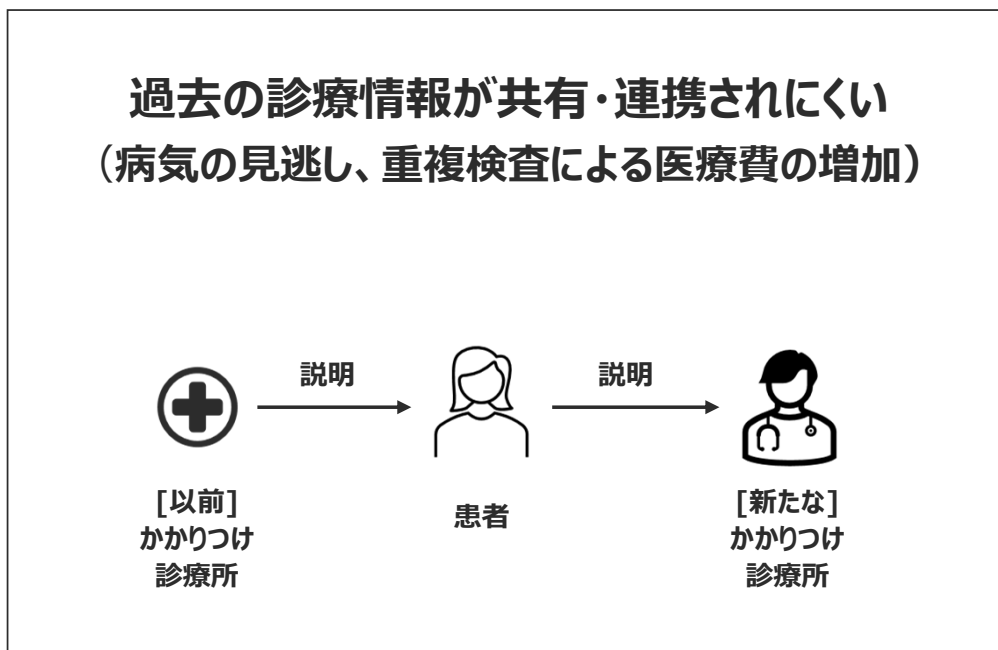 過去の診療情報が共有・連携されにくい
（病気の見逃し、重複検査による医療費の増加）
説明
説明
[以前]
かかりつけ
診療所
患者
[新たな]
かかりつけ
診療所